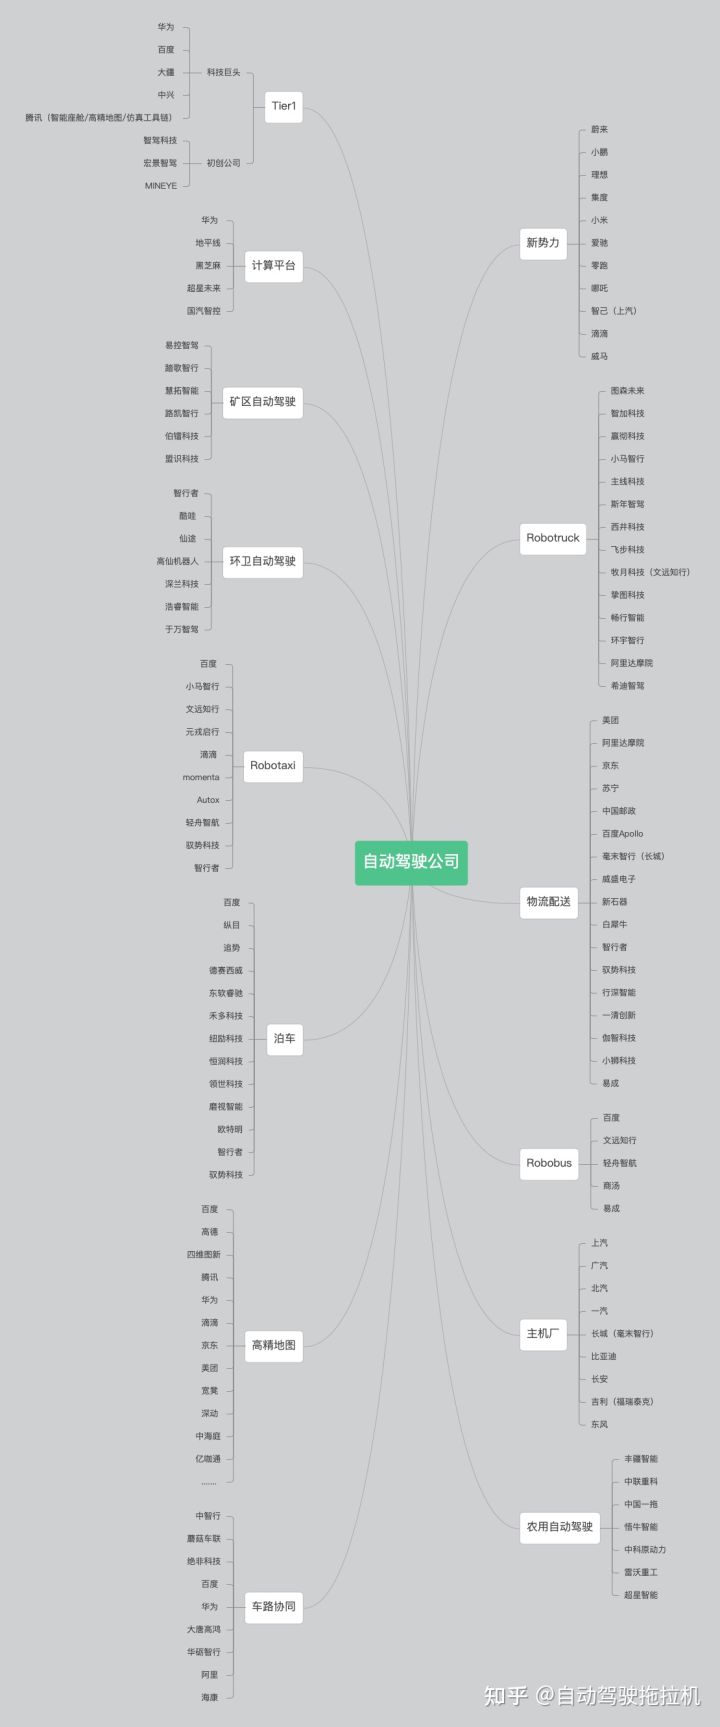 自动驾驶公司
Tier1
科技巨头
华为
百度
大疆
中兴
腾讯（智能座舱/高精地图/仿真工具链）
初创公司
智驾科技
宏景智驾
MINEYE
计算平台
华为
地平线
黑芝麻
超星未来
国汽智控
矿区自动驾驶
易控智驾
踏歌智行
慧拓智能
路凯智行
伯镭科技
盟识科技
环卫自动驾驶
智行者
酷哇
仙途
高仙机器人
深兰科技
浩睿智能
于万智驾
Robotaxi
百度
小马智行
文远知行
元戎启行
滴滴
momenta
Autox
轻舟智航
驭势科技
智行者
泊车
百度
纵目
追势
德赛西威
东软睿驰
禾多科技
纽劢科技
恒润科技
领世科技
磨视智能
欧特明
智行者
驭势科技
高精地图
百度
高德
四维图新
腾讯
华为
滴滴
京东
美团
宽凳
深动
中海庭
亿咖通
.......
车路协同
中智行
蘑菇车联
绝非科技
百度
华为
大唐高鸿
华砺智行
阿里
海康
新势力
蔚来
小鹏
理想
集度
小米
爱驰
零跑
哪吒
智己（上汽）
滴滴
威马
Robotruck
图森未来
智加科技
嬴彻科技
小马智行
主线科技
斯年智驾
西井科技
飞步科技
牧月科技（文远知行）
挚图科技
畅行智能
环宇智行
阿里达摩院
希迪智驾
物流配送
美团
阿里达摩院
京东
苏宁
中国邮政
百度Apollo
毫末智行（长城）
威盛电子
新石器
白犀牛
智行者
驭势科技
行深智能
一清创新
伽智科技
小狮科技
易成
Robobus
百度
文远知行
轻舟智航
商汤
易成
主机厂
上汽
广汽
北汽
一汽
长城（毫末智行）
比亚迪
长安
吉利（福瑞泰克）
东风
农用自动驾驶
丰疆智能
中联重科
中国一拖
悟牛智能
中科原动力
雷沃重工
超星智能
知乎 @自动驾驶拖拉机